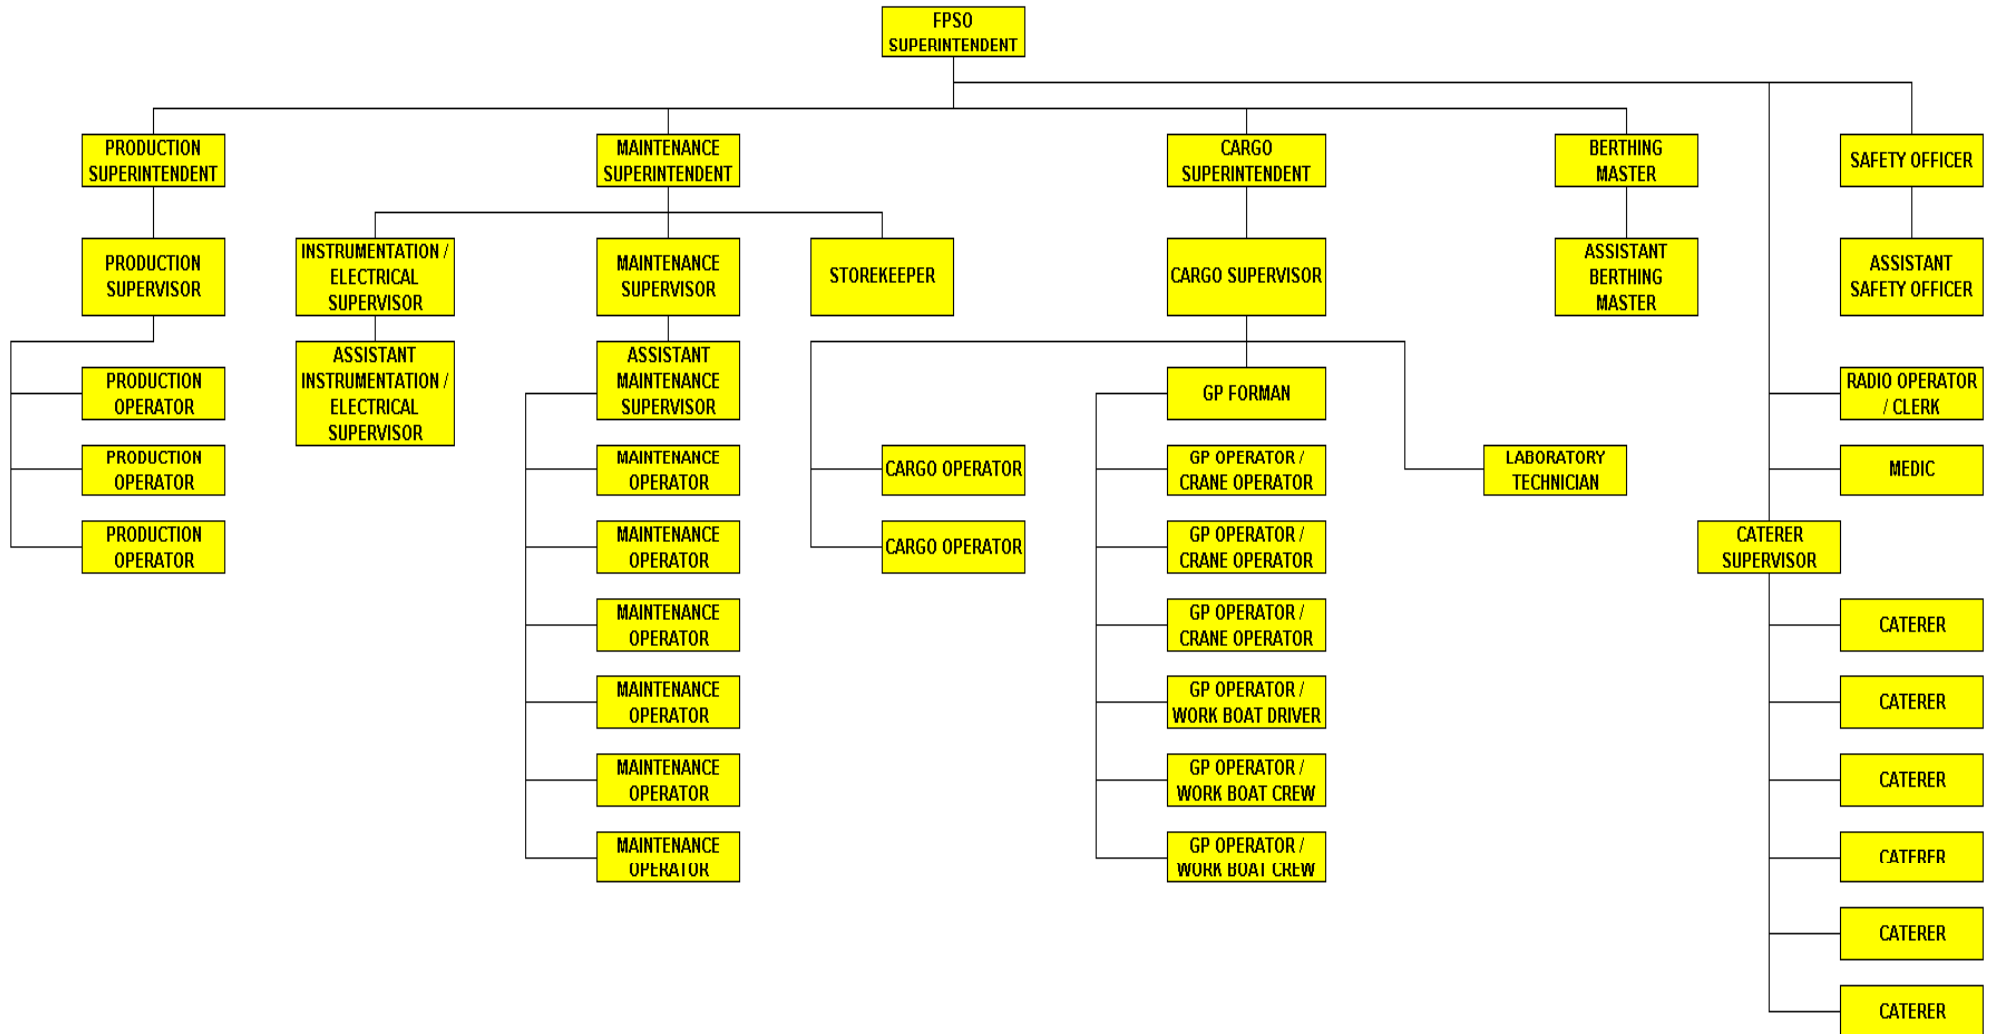 FPSO
SUPERINTENDENT
PRODUCTION
SUPERINTENDENT
MAINTENANCE
SUPERINTENDENT
CARGO
SUPERINTENDENT
BERTHING
MASTER
SAFETY OFFICER
PRODUCTION
SUPERVISOR
INSTRUMENTATION /
ELECTRICAL
SUPERVISOR
MAINTENANCE
SUPERVISOR
STOREKEEPER
CARGO SUPERVISOR
ASSISTANT
BERTHING
MASTER
ASSISTANT
SAFETY OFFICER
PRODUCTION
OPERATOR
ASSISTANT
INSTRUMENTATION /
ELECTRICAL
SUPERVISOR
ASSISTANT
MAINTENANCE
SUPERVISOR
GP FORMAN
RADIO OPERATOR
/ CLERK
PRODUCTION
OPERATOR
MAINTENANCE
OPERATOR
CARGO OPERATOR
GP OPERATOR /
CRANE OPERATOR
LABORATORY
TECHNICIAN
MEDIC
PRODUCTION
OPERATOR
MAINTENANCE
OPERATOR
CARGO OPERATOR
GP OPERATOR /
CRANE OPERATOR
CATERER
SUPERVISOR
MAINTENANCE
OPERATOR
GP OPERATOR /
CRANE OPERATOR
CATERER
MAINTENANCE
OPERATOR
GP OPERATOR /
WORK BOAT DRIVER
CATERER
MAINTENANCE
OPERATOR
GP OPERATOR /
WORK BOAT CREW
CATERER
MAINTENANCE
OPERATOR
GP OPERATOR /
WORK BOAT CREW
CATERER
CATERER
CATERER